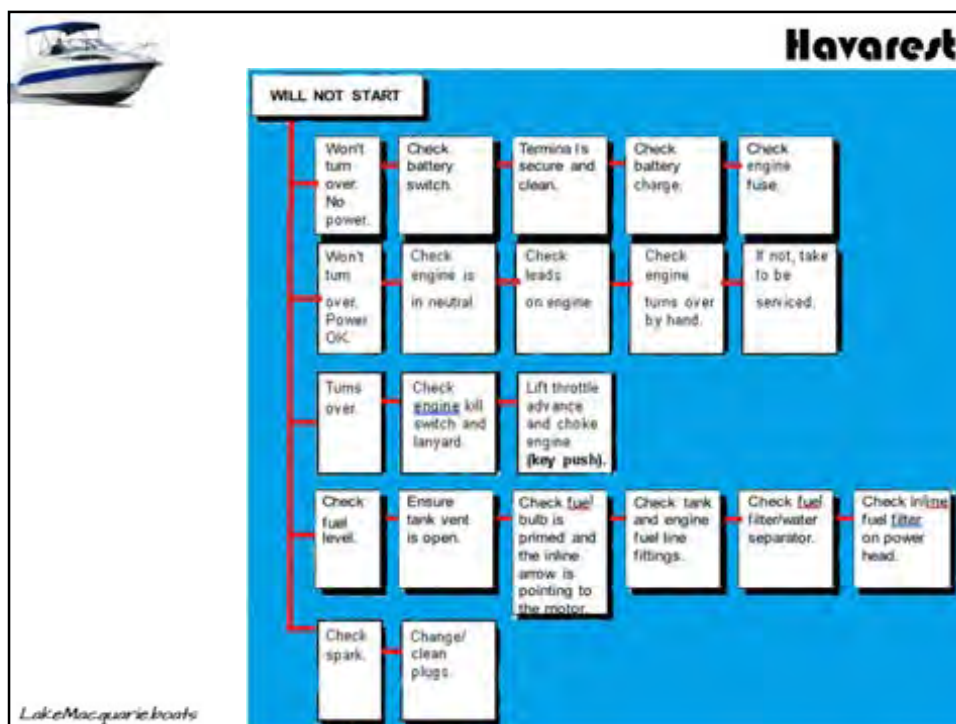 Havarest
WILL NOT START
Won't
turn
over.
No
power.
Check
battery
switch.
Terminals
secure and
clean.
Check
battery
charge.
Check
engine
fuse.
Won't
turn
over.
Power
OK.
Check
engine is
in neutral
Check
leads
on engine
Check
engine
turns over
by hand.
If not, take
to be
serviced.
Turns
over.
Check
engine kill
switch and
lanyard.
Lift throttle
advance
and choke
engine
(key push).
Check
fuel
level.
Ensure
tank vent
is open.
Check fuel
bulb is
primed and
the inline
arrow is
pointing to
the motor.
Check tank
and engine
fuel line
fittings.
Check fuel
filter/water
separator.
Check inline
fuel filter
on power
head.
Check
spark.
Change/
clean
plugs.
LakeMacquarie.boats